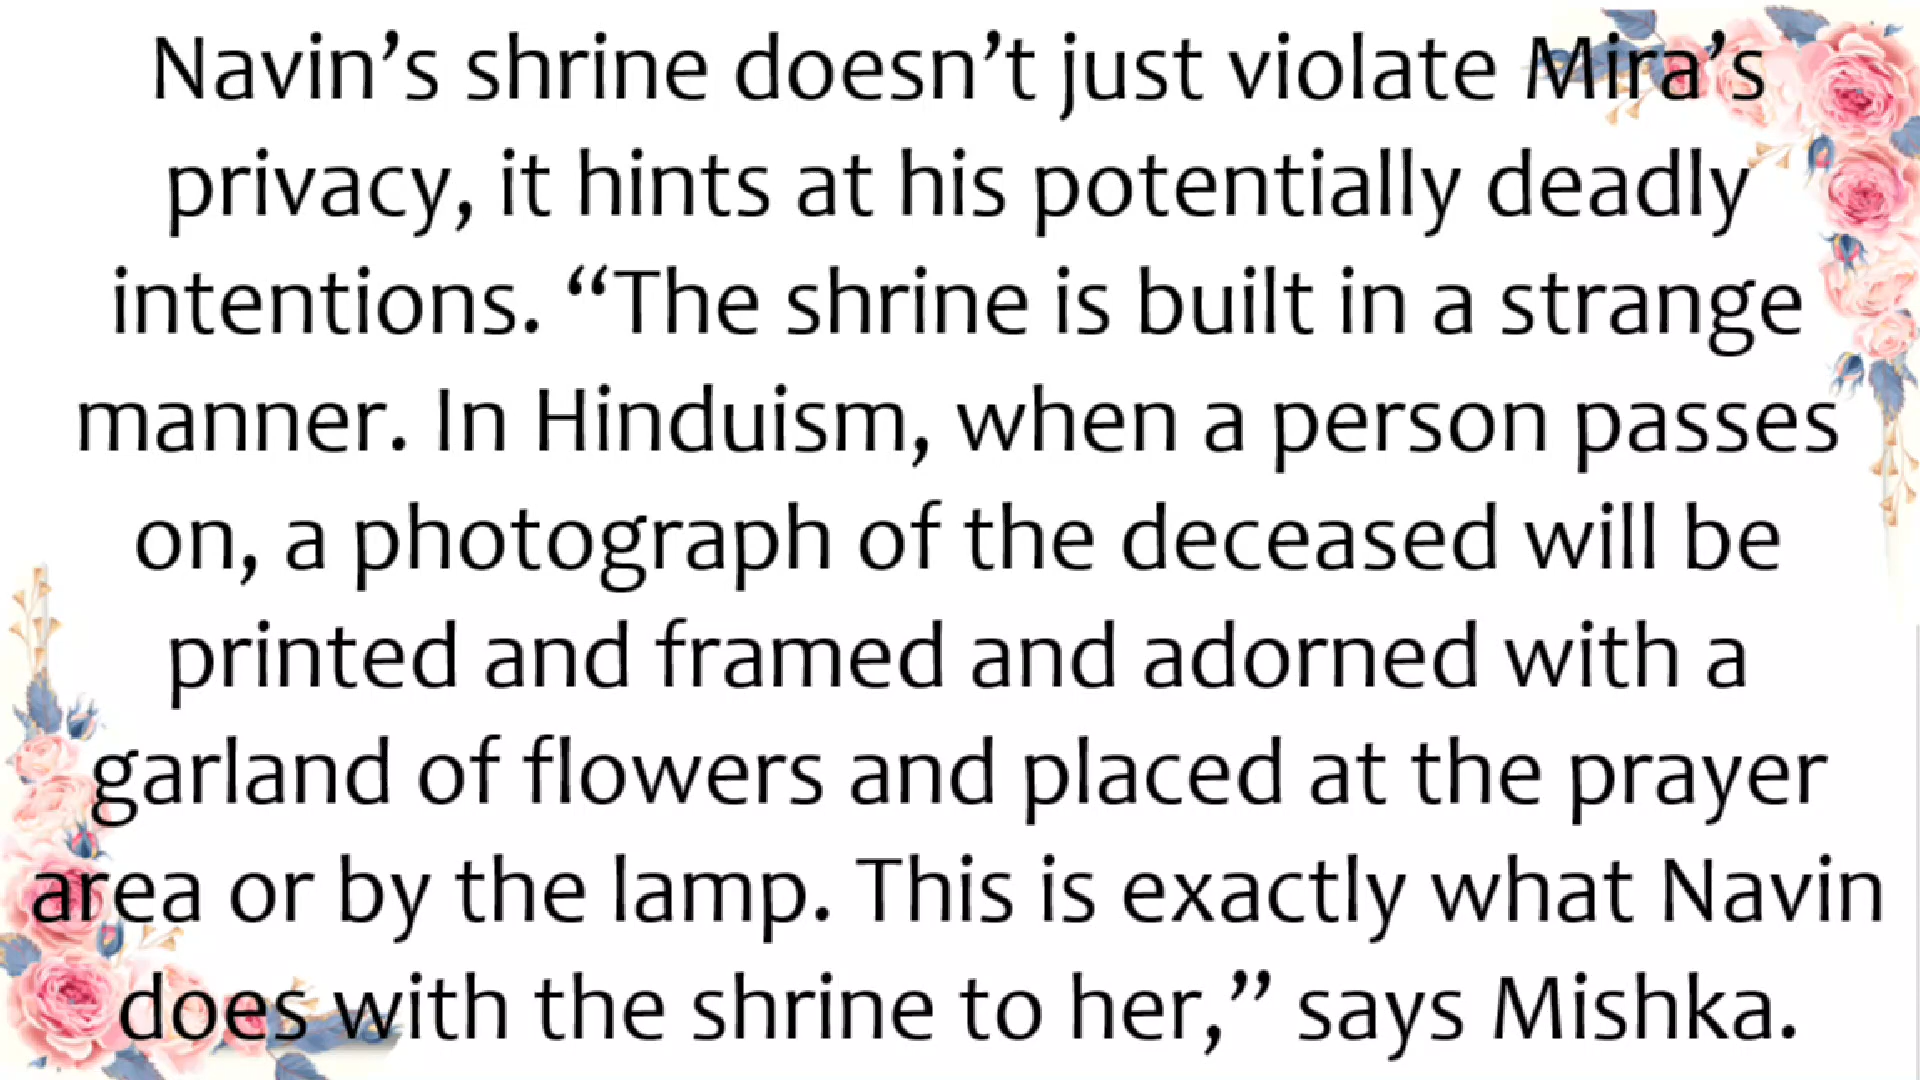 Navin’s shrine doesn’t just violate Mira’s
privacy, it hints at his potentially deadly
intentions. “The shrine is built in a strange
manner. In Hinduism, when a person passes
on, a photograph of the deceased will be
printed and framed and adorned with a
garland of flowers and placed at the prayer
area or by the lamp. This is exactly what Navin
does with the shrine to her,” says Mishka.